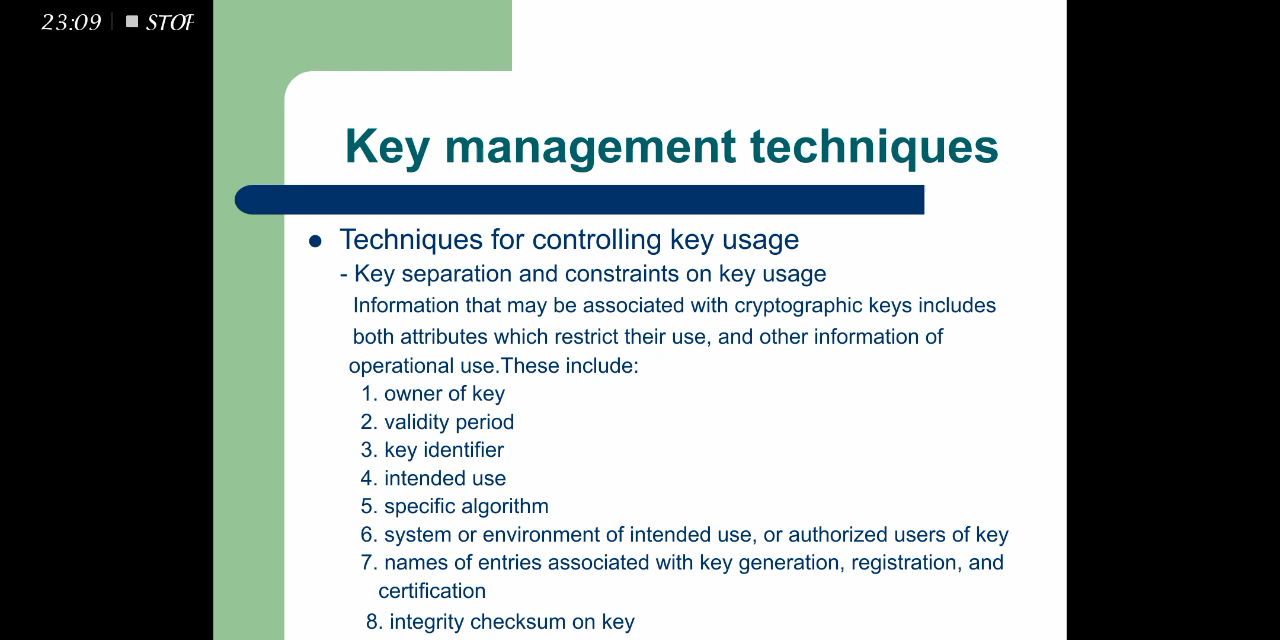 23:09
Key management techniques
● Techniques for controlling key usage
- Key separation and constraints on key usage
Information that may be associated with cryptographic keys includes
both attributes which restrict their use, and other information of
operational use.These include:
1. owner of key
2. validity period
3. key identifier
4. intended use
5. specific algorithm
6. system or environment of intended use, or authorized users of key
7. names of entries associated with key generation, registration, and
certification
8. integrity checksum on key